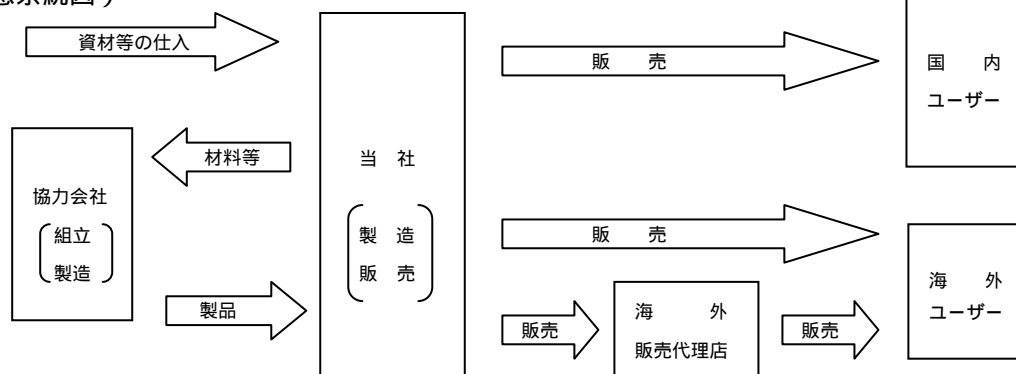 系統図)
資材等の仕入
販 売
国 内
ユーザー
材料等
当 社
協力会社
組立
製造
製 造
販 売
販 売
海 外
ユーザー
製品
販売
海 外
販売代理店
販売